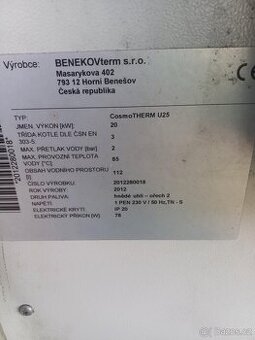 Výrobce:
BENEKOVterm s.r.o.
Masarykova 402
793 12 Horní Benešov
Česká republika
CE
TYP CosmoTHERM U25
JMEN. VÝKON [kW]: 20
TŘÍDA KOTLE DLE ČSN EN 303-5: 3
MAX. PŘETLAK VODY (bar) 2
MAX. PROVOZNÍ TEPLOTA VODY [°C]: 85
OBSAH VODNÍHO PROSTORU (l) 112
ČÍSLO VÝROBKU: 2012280018
ROK VÝROBY: 2012
DRUH PALIVA: hnědé uhlí - ořech 2
NAPĚTÍ 1 PEN 230 V / 50 Hz,TN - S
ELEKTRICKÉ KRYTÍ IP 20
ELEKTRICKÝ PŘÍKON (W) 78
*2012280018*